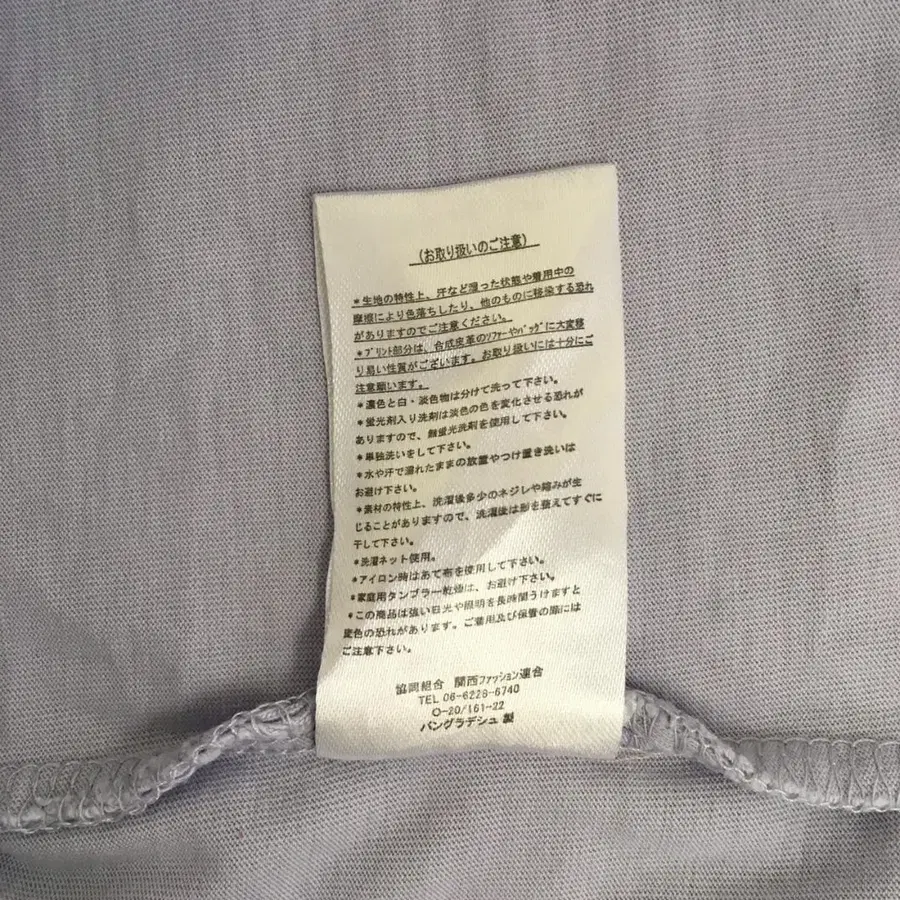 (お取り扱いのご注意)
*生地の特性上、汗など湿った状態や着用中の
摩擦により色落ちしたり、他のものに移染する恐れ
がありますのでご注意ください。
*ﾌﾟﾘﾝﾄ部分は、合成皮革のｿﾌｧｰやﾊﾞｯｸﾞに大変移
り易い性質がございます。お取り扱いには十分にご
注意願います。
*濃色と白・淡色物は分けて洗って下さい。
*蛍光剤入り洗剤は淡色の色を変化させる恐れが
ありますので、無蛍光洗剤を使用して下さい。
*単独洗いをして下さい。
*水や汗で濡れたままの放置やつけ置き洗いは
お避け下さい。
*素材の特性上、洗濯後多少のネジレや縮みが生
じることがありますので、洗濯後は形を整えてすぐに
干して下さい。
*洗濯ネット使用。
*アイロン時はあて布を使用して下さい。
*家庭用タンブラー乾燥は、お避け下さい。
*この商品は強い日光や照明を長時間うけますと
変色の恐れがあります。ご着用及び保管の際には
ご注意下さい。
協同組合 関西ファッション連合
TEL 06-6228-6740
O-20/161-22
バングラデシュ製